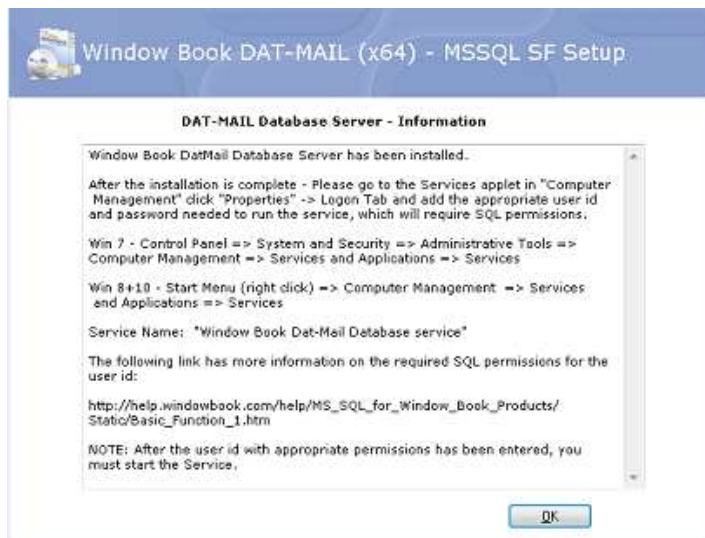 Window Book DAT-MAIL (x64) - MSSQL SF Setup
DAT-MAIL Database Server - Information
Window Book DatMail Database Server has been installed.
After the installation is complete - Please go to the Services applet in "Computer
Management" click "Properties" -> Logon Tab and add the appropriate user id
and password needed to run the service, which will require SQL permissions.
Win 7 - Control Panel => System and Security => Administrative Tools =>
Computer Management => Services and Applications => Services
Win 8+10 - Start Menu (right click) => Computer Management => Services
and Applications => Services
Service Name: "Window Book Dat-Mail Database service"
The following link has more information on the required SQL permissions for the
user id:
http://help.windowbook.com/help/MS_SQL_for_Window_Book_Products/
Static/Basic_Function_1.htm
NOTE: After the user id with appropriate permissions has been entered, you
must start the Service.
OK